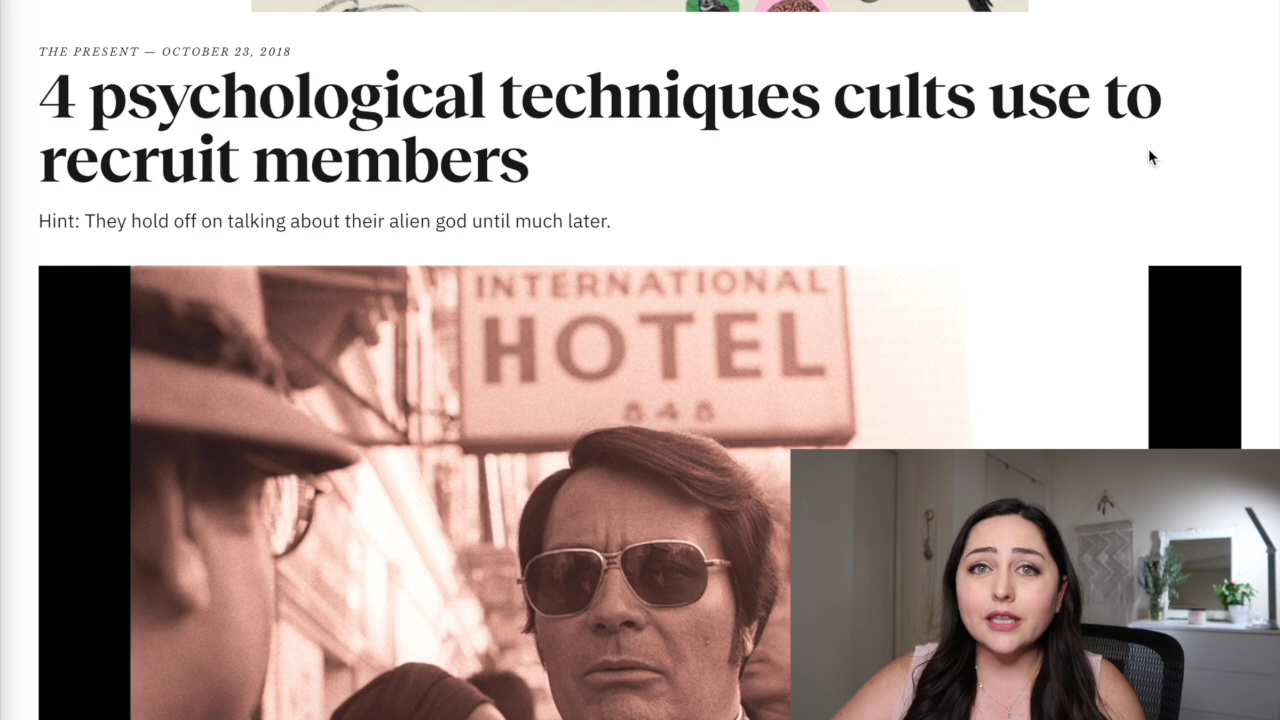 THE PRESENT — OCTOBER 23, 2018
4 psychological techniques cults use to
recruit members
Hint: They hold off on talking about their alien god until much later.
INTERNATIONAL
HOTEL
848